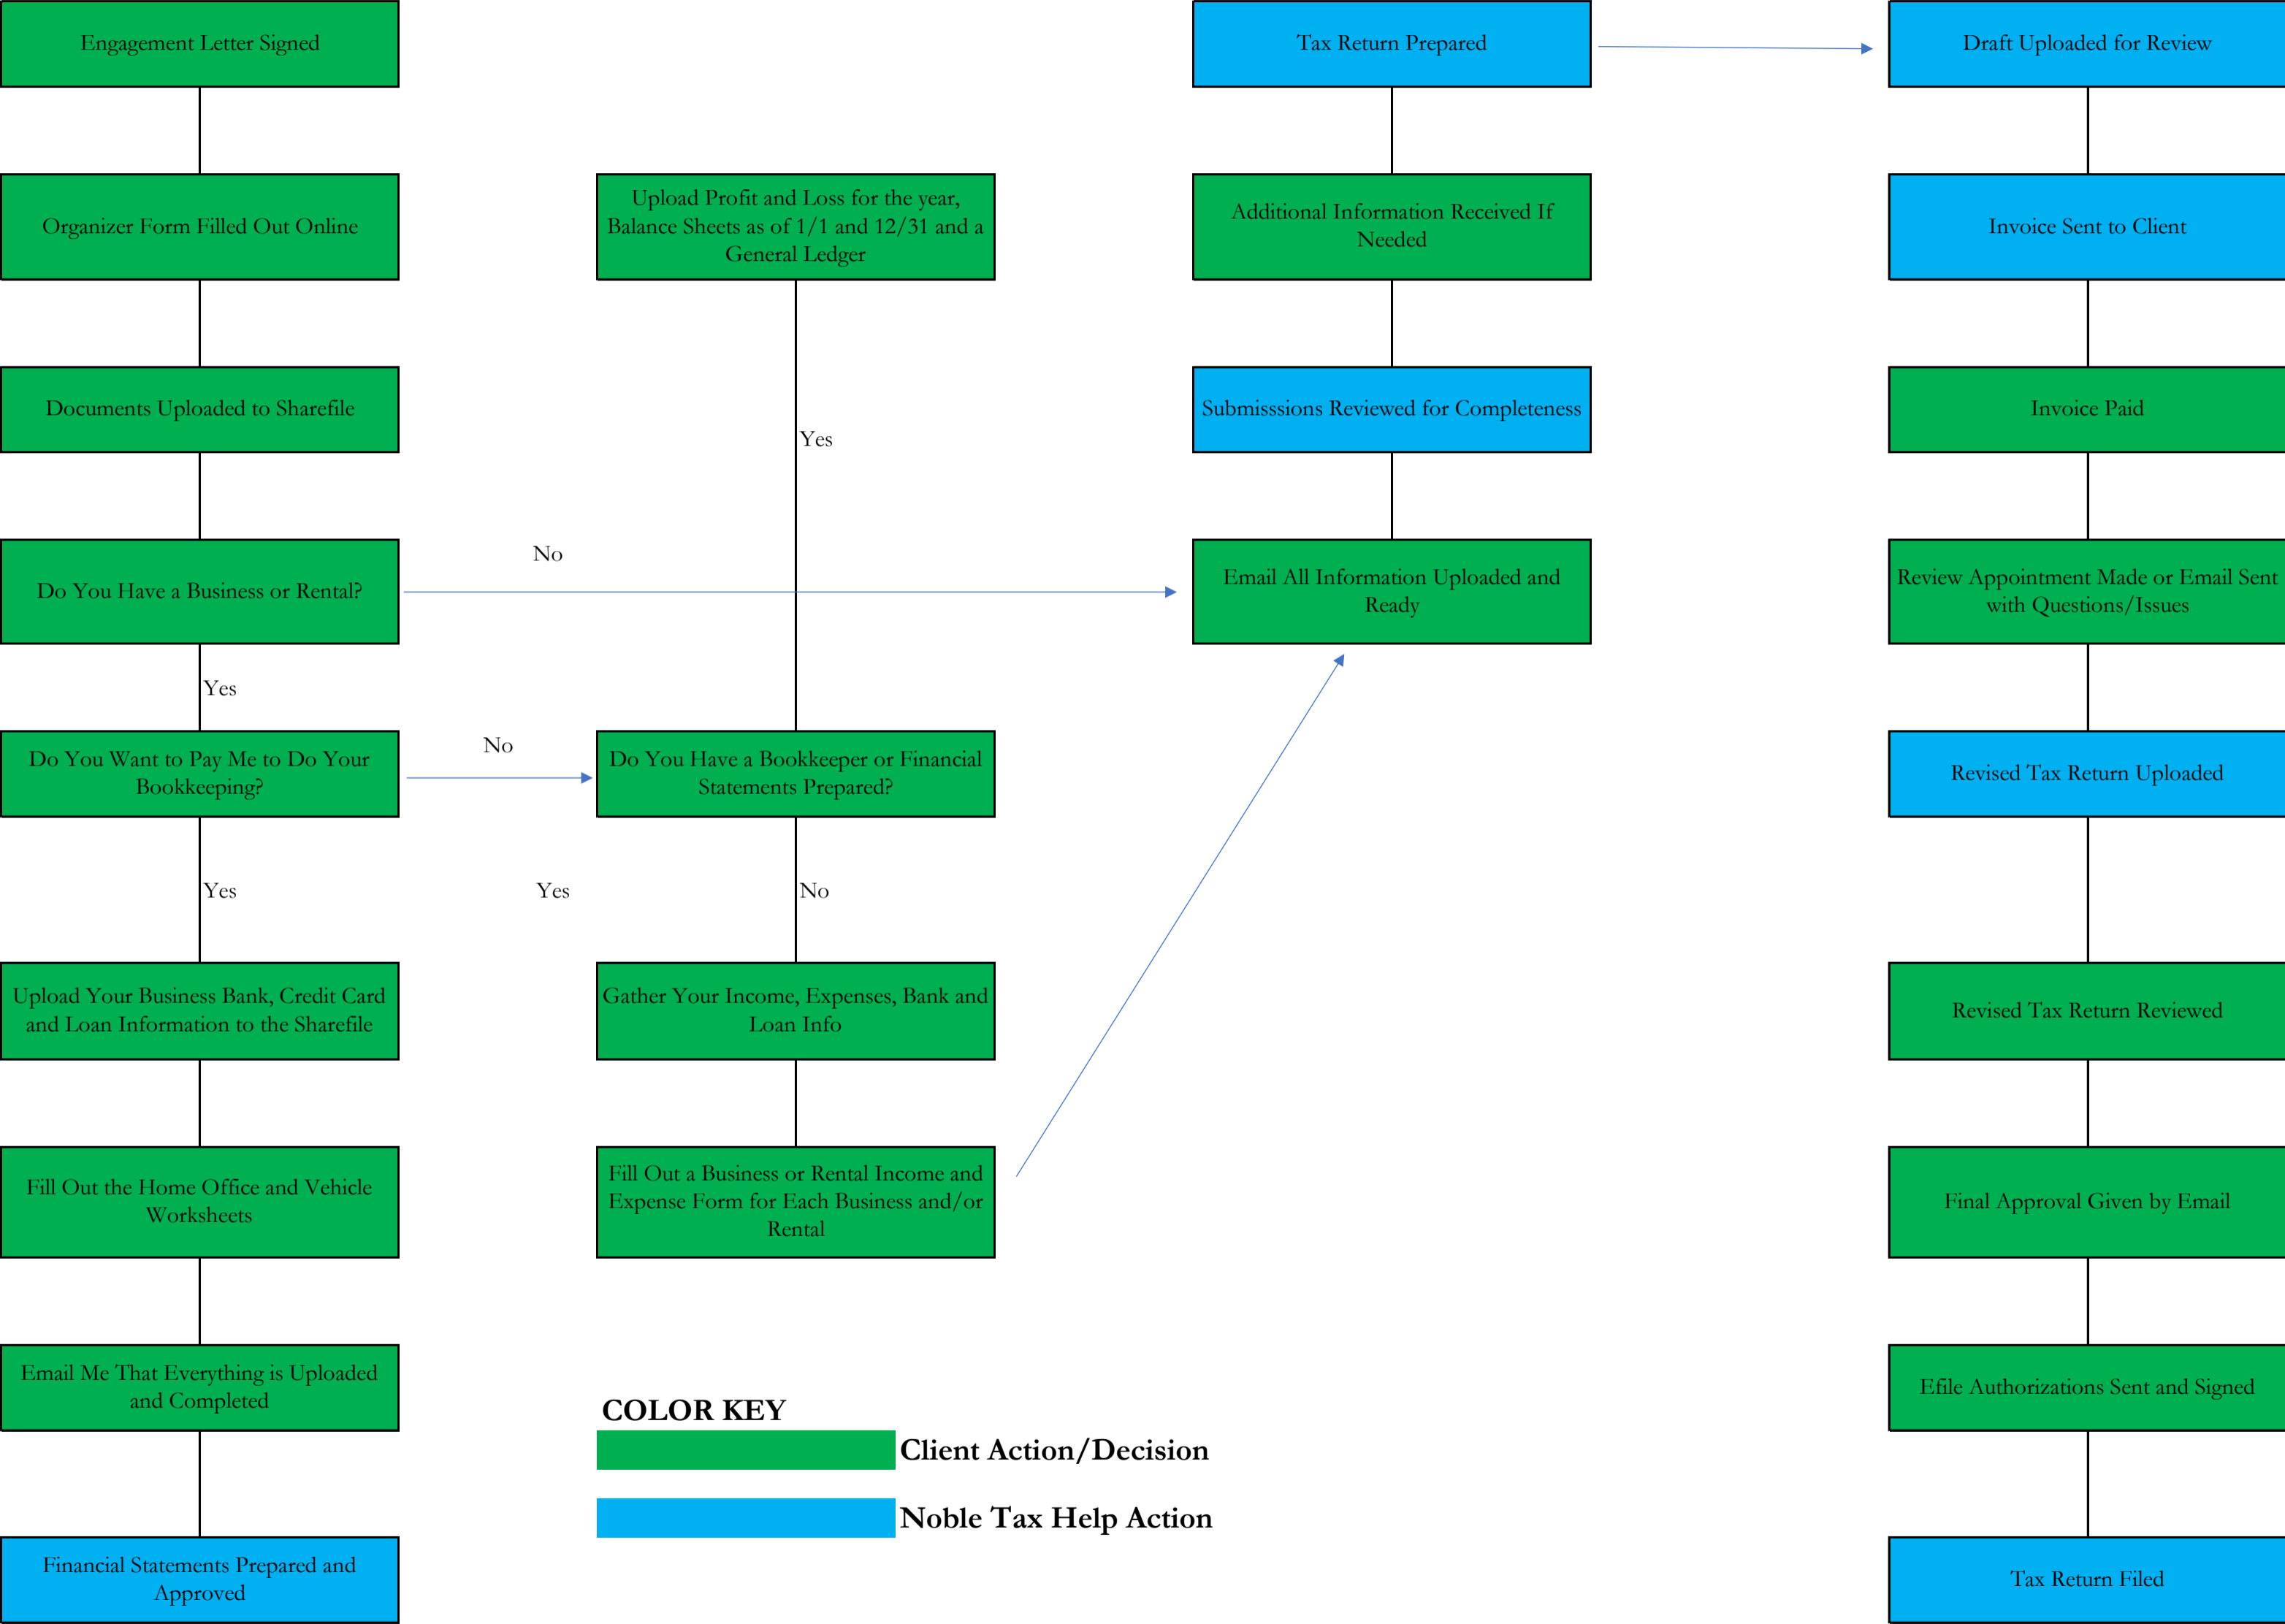 Engagement Letter Signed
Organizer Form Filled Out Online
Documents Uploaded to Sharefile
Do You Have a Business or Rental?
No
Yes
Do You Want to Pay Me to Do Your
Bookkeeping?
No
Yes
Yes
Upload Your Business Bank, Credit Card
and Loan Information to the Sharefile
Fill Out the Home Office and Vehicle
Worksheets
Email Me That Everything is Uploaded
and Completed
Financial Statements Prepared and
Approved
Upload Profit and Loss for the year,
Balance Sheets as of 1/1 and 12/31 and a
General Ledger
Yes
Do You Have a Bookkeeper or Financial
Statements Prepared?
No
Gather Your Income, Expenses, Bank and
Loan Info
Fill Out a Business or Rental Income and
Expense Form for Each Business and/or
Rental
Tax Return Prepared
Additional Information Received If
Needed
Submisssions Reviewed for Completeness
Email All Information Uploaded and
Ready
Draft Uploaded for Review
Invoice Sent to Client
Invoice Paid
Review Appointment Made or Email Sent
with Questions/Issues
Revised Tax Return Uploaded
Revised Tax Return Reviewed
Final Approval Given by Email
Efile Authorizations Sent and Signed
Tax Return Filed
COLOR KEY
Client Action/Decision
Noble Tax Help Action